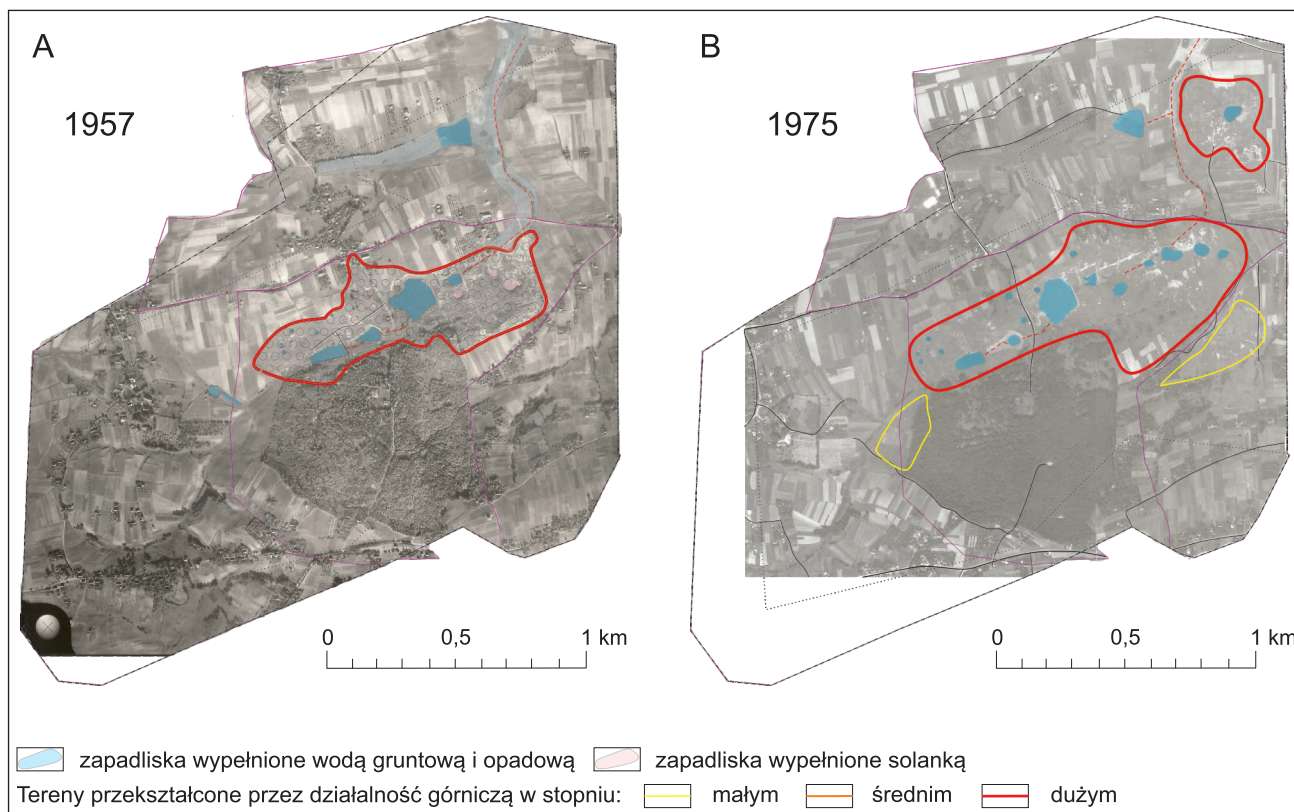 A
1957
0 0,5 1 km
B
1975
0 0,5 1 km
zapadliska wypełnione wodą gruntową i opadową zapadliska wypełnione solanką
Tereny przekształcone przez działalność górniczą w stopniu: małym średnim dużym